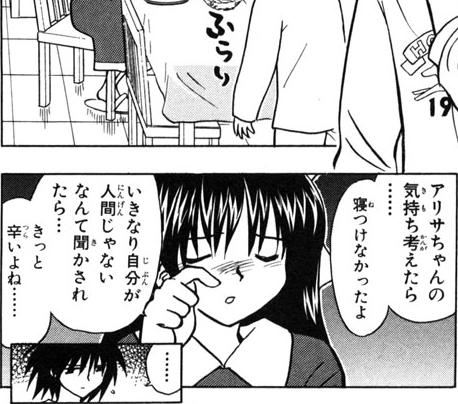 ふらり
CHO
19
アリサちゃんの
気持ち考えたら
……
寝つけなかったよ
いきなり自分が
人間じゃない
なんて聞かされ
たら…
きっと
辛いよね……
……